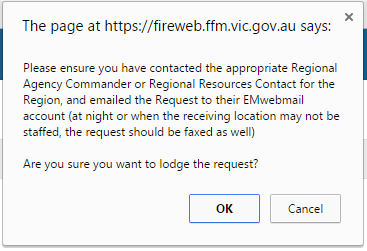 The page at https://fireweb.ffm.vic.gov.au says:
Please ensure you have contacted the appropriate Regional
Agency Commander or Regional Resources Contact for the
Region, and emailed the Request to their EMwebmail
account (at night or when the receiving location may not be
staffed, the request should be faxed as well)
Are you sure you want to lodge the request?
OK Cancel